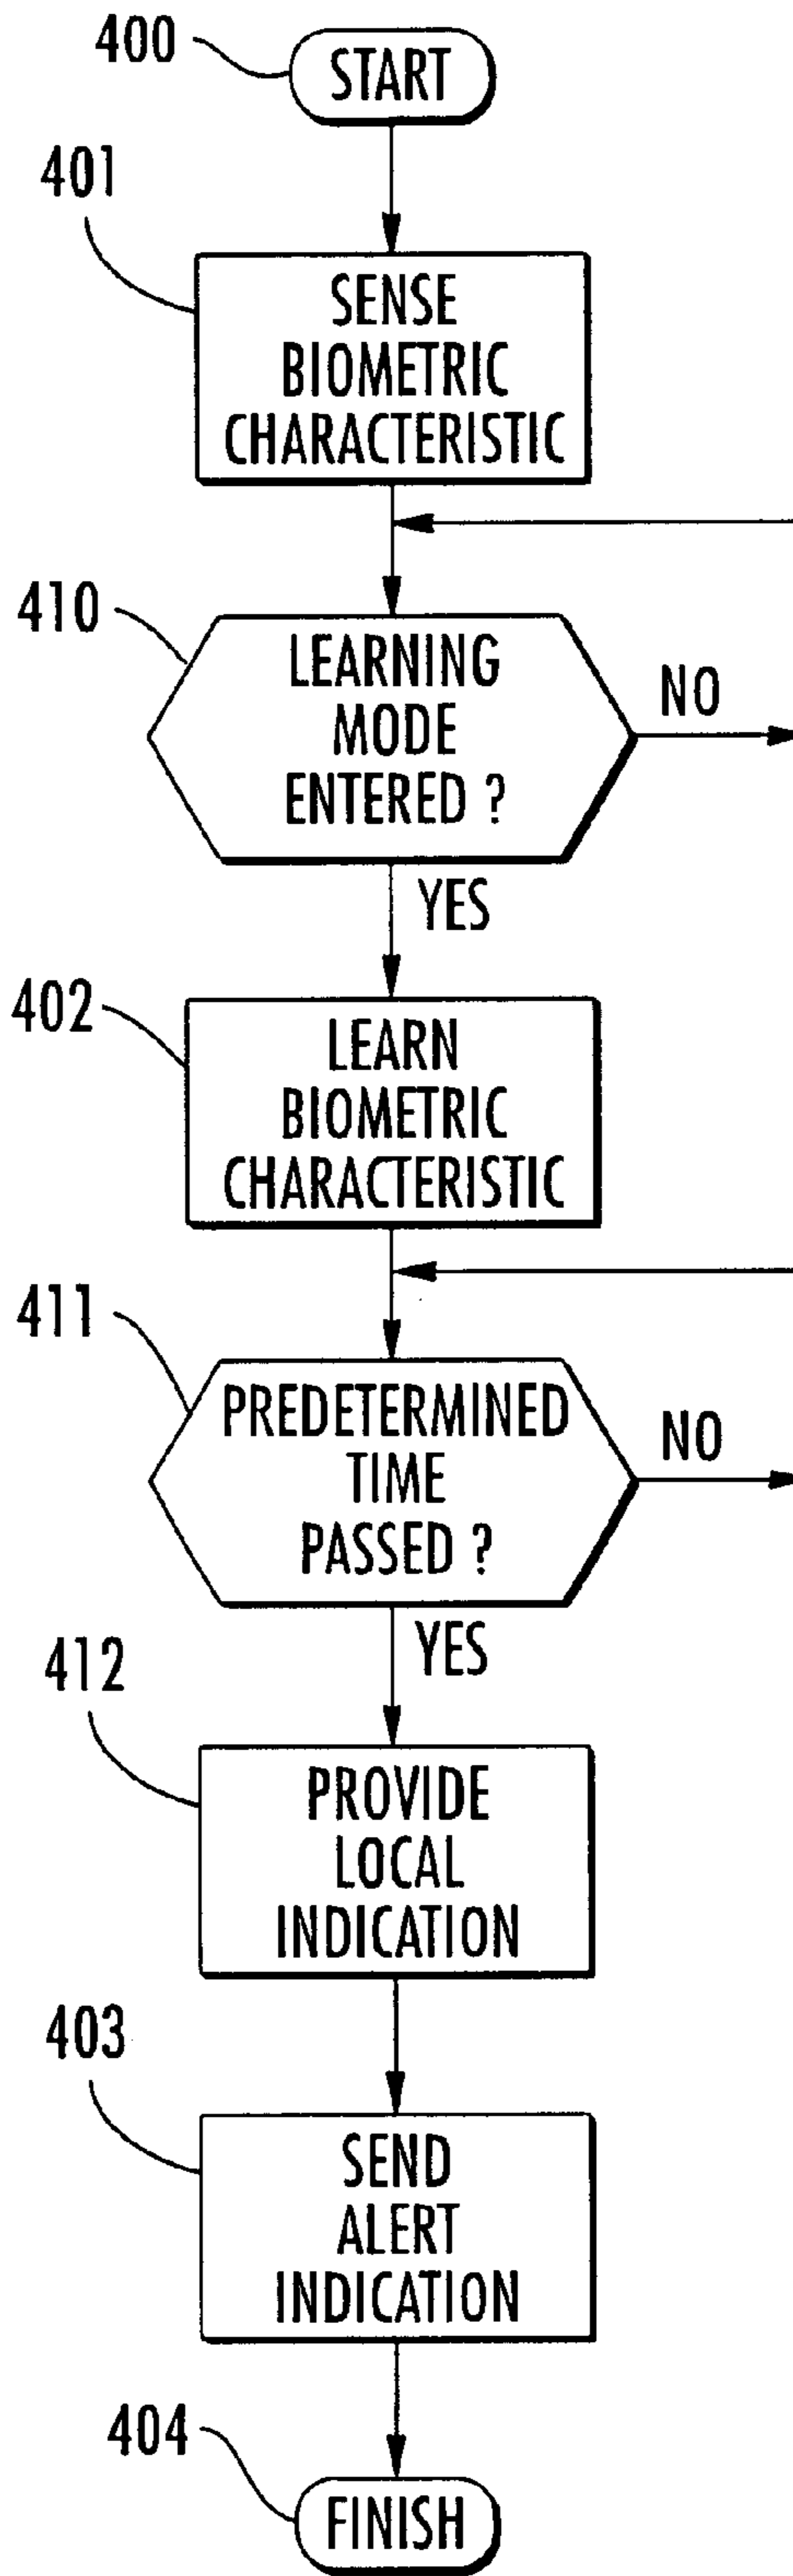 400
START
401
SENSE
BIOMETRIC
CHARACTERISTIC
410
LEARNING
MODE
ENTERED ?
NO
YES
402
LEARN
BIOMETRIC
CHARACTERISTIC
411
PREDETERMINED
TIME
PASSED ?
NO
YES
412
PROVIDE
LOCAL
INDICATION
403
SEND
ALERT
INDICATION
404
FINISH